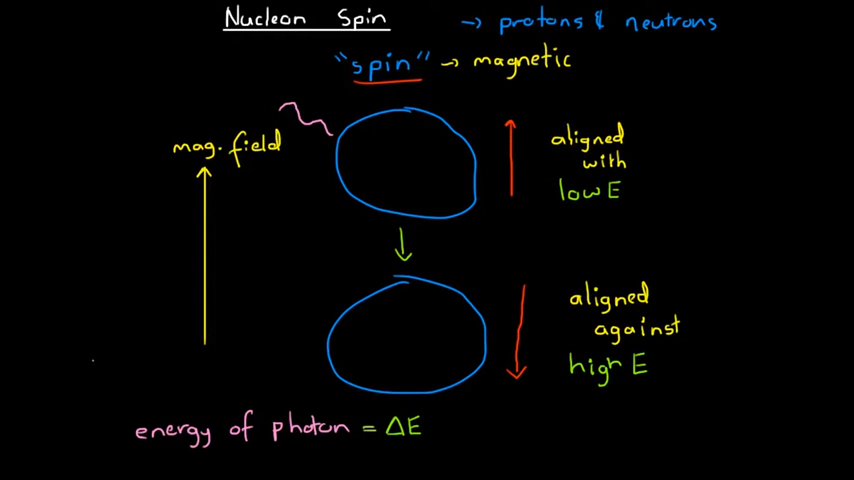 Nucleon Spin → protons & neutrons
"spin" → magnetic
mag. field
aligned
with
low E
aligned
against
high E
energy of photon = ΔE